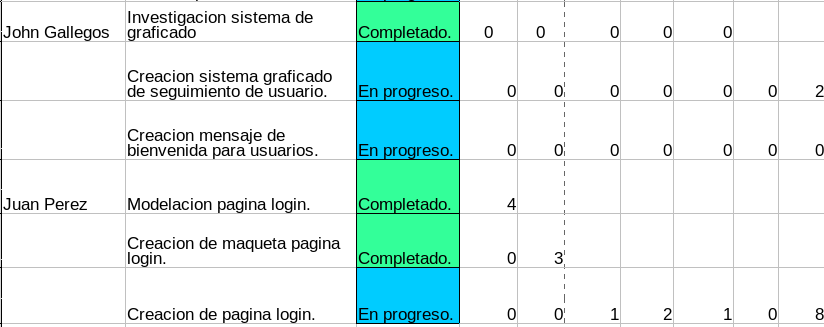 Investigacion sistema de
John Gallegos graficado Completado. 0 0 0 0 0
Creacion sistema graficado
de seguimiento de usuario. En progreso. 0 0 0 0 0 0 2
Creacion mensaje de
bienvenida para usuarios. En progreso. 0 0 0 0 0 0 0
Juan Perez Modelacion pagina login. Completado. 4
Creacion de maqueta pagina
login. Completado. 0 3
Creacion de pagina login. En progreso. 0 0 1 2 1 0 8